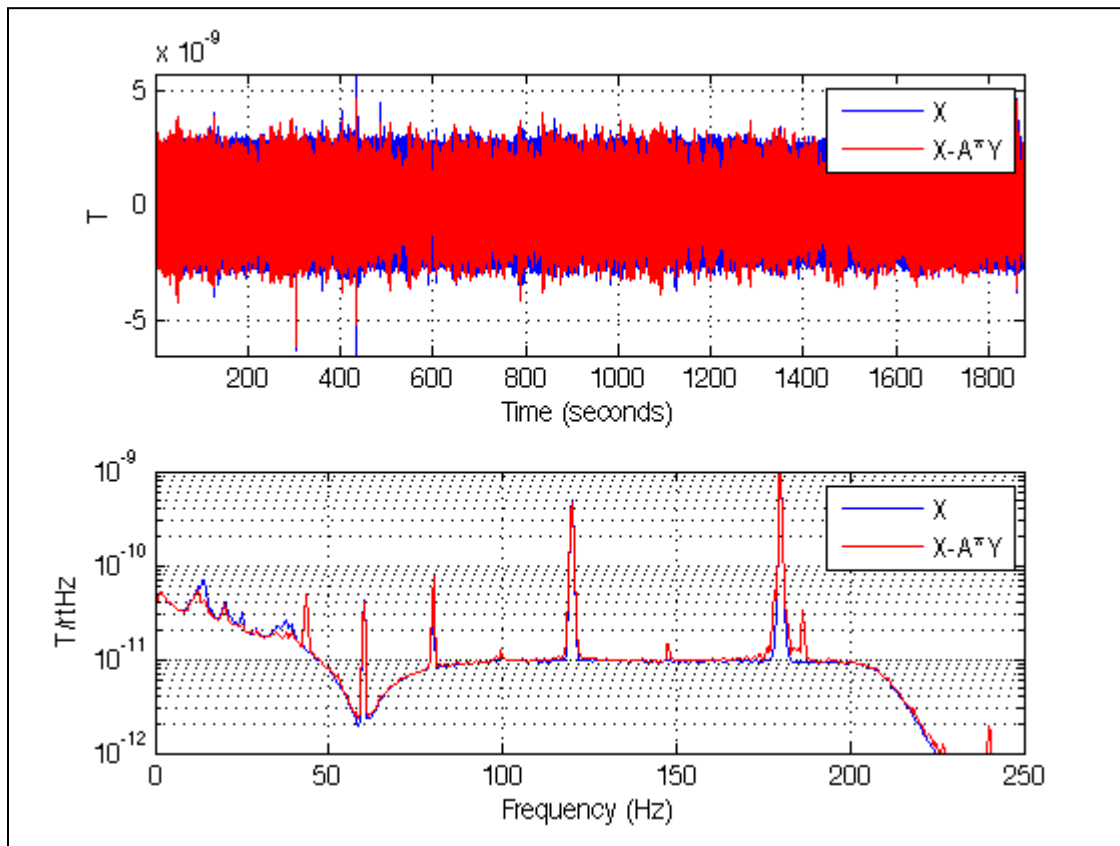 x 10^-9
5
0
-5
T
X
X-A*Y
200 400 600 800 1000 1200 1400 1600 1800
Time (seconds)
10^-9
10^-10
10^-11
10^-12
T/rtHz
X
X-A*Y
0 50 100 150 200 250
Frequency (Hz)